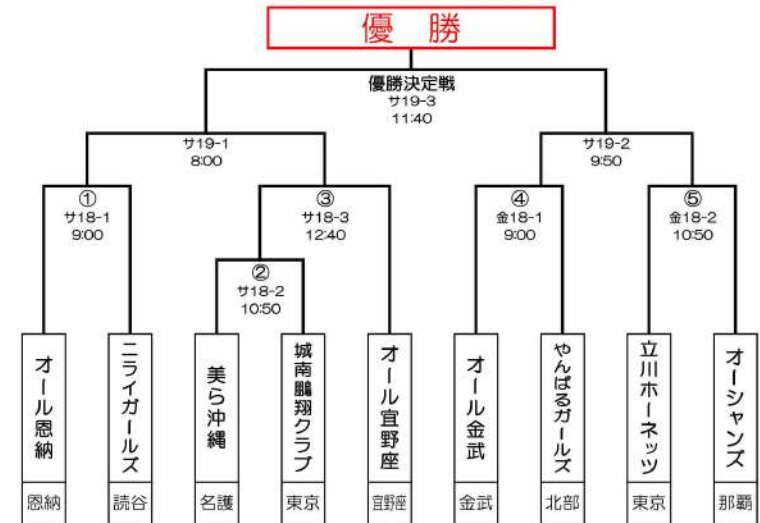 優 勝
優勝決定戦
サ19-3
11:40
サ19-1
8:00
サ19-2
9:50
①
サ18-1
9:00
③
サ18-3
12:40
④
金18-1
9:00
⑤
金18-2
10:50
②
サ18-2
10:50
オール恩納
ニライガールズ
美ら沖縄
城南鵬翔クラブ
オール宜野座
オール金武
やんばるガールズ
立川ホーネッツ
オーシャンズ
恩納
読谷
名護
東京
宜野座
金武
北部
東京
那覇